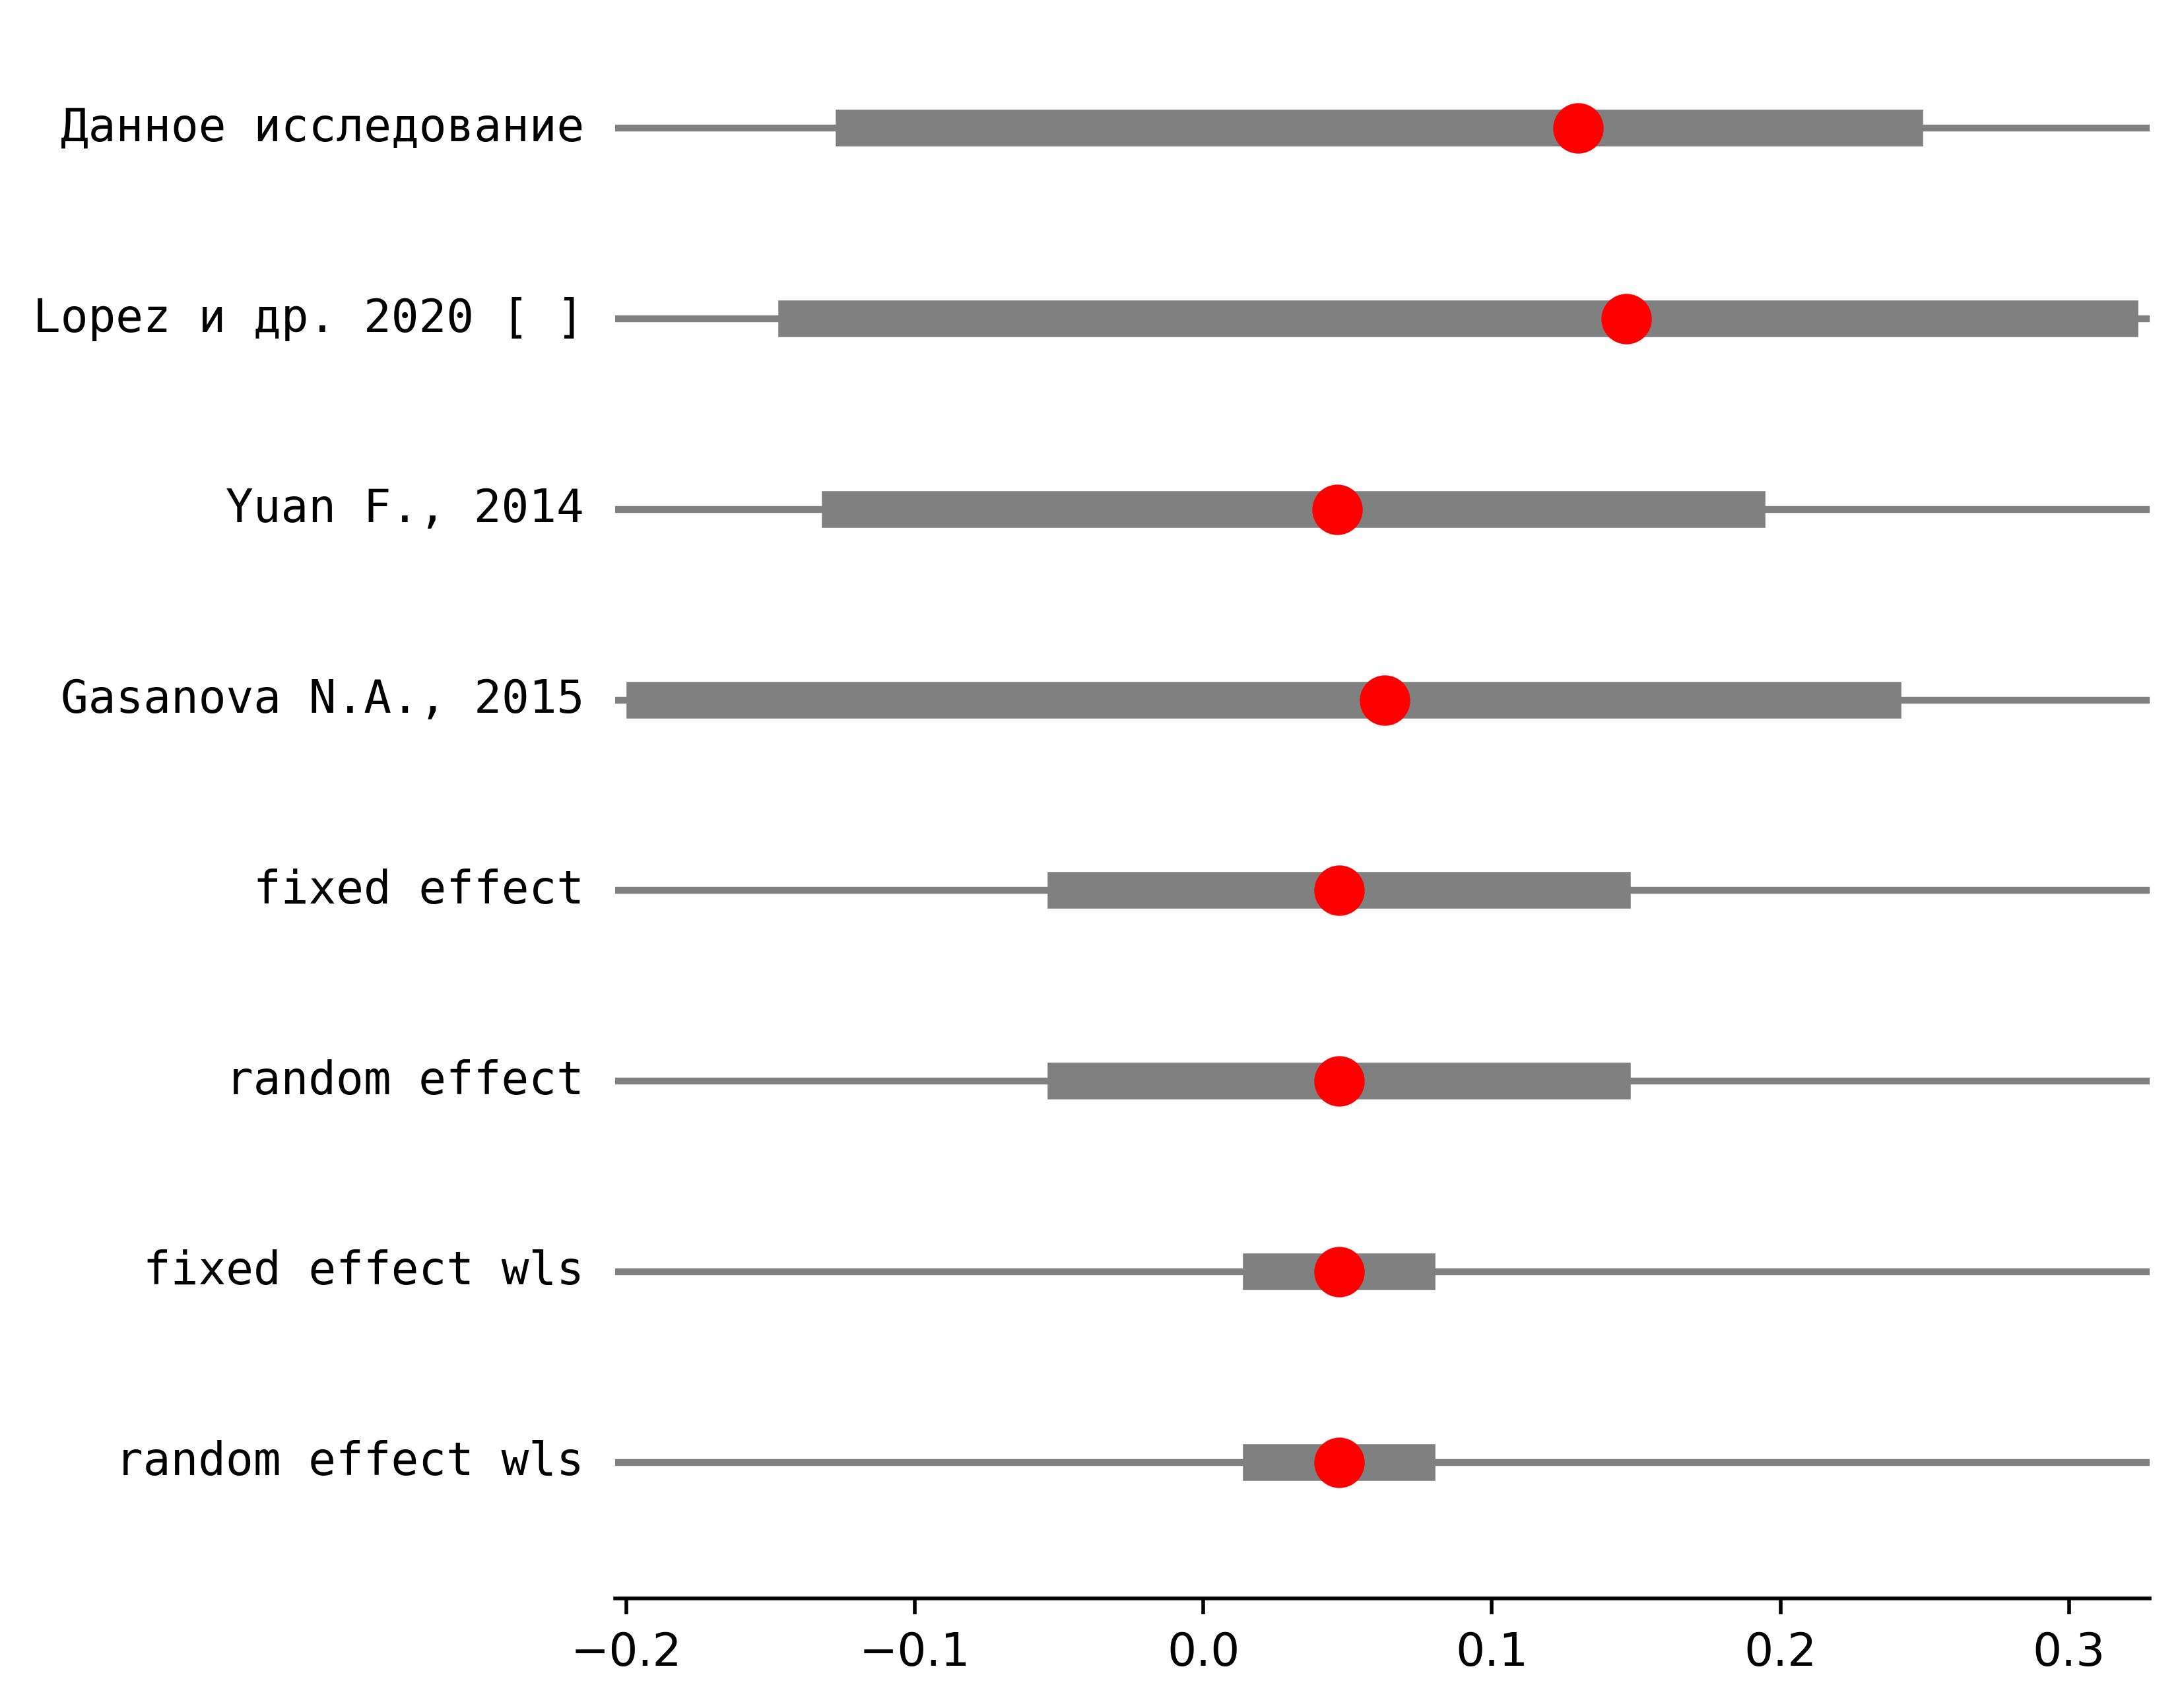 Данное исследование
Lopez и др. 2020 [ ]
Yuan F., 2014
Gasanova N.A., 2015
fixed effect
random effect
fixed effect wls
random effect wls
−0.2 −0.1 0.0 0.1 0.2 0.3